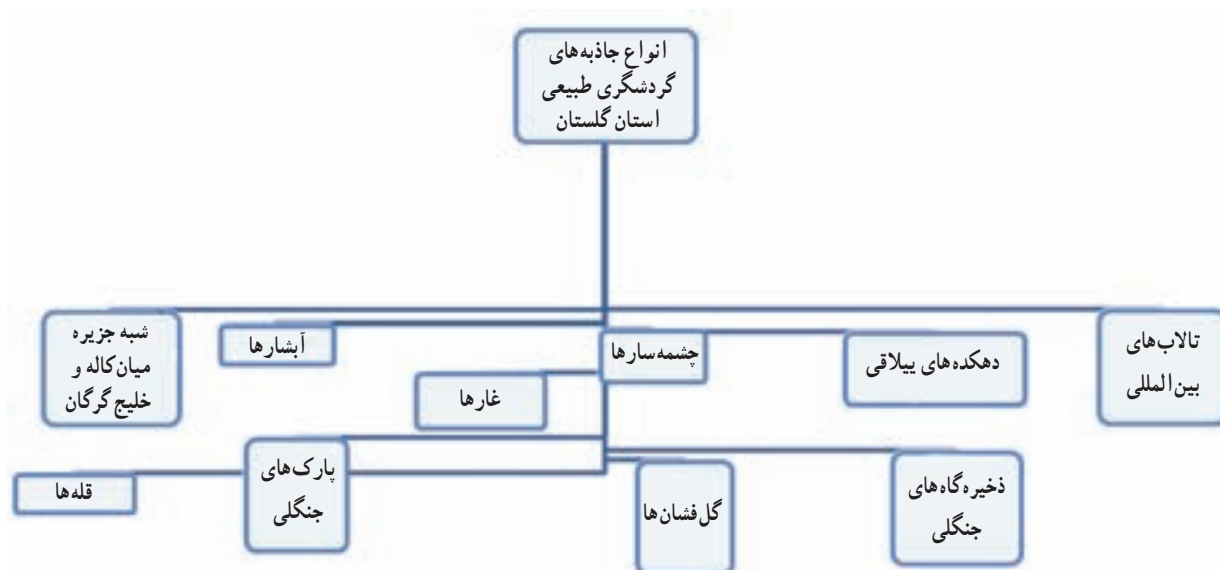 انواع جاذبه‌های
گردشگری طبیعی
استان گلستان
تالاب‌های
بین‌المللی
دهکده‌های ییلاقی
چشمه‌سارها
آبشارها
شبه جزیره
میان‌کاله و
خلیج گرگان
غارها
ذخیره‌گاه‌های
جنگلی
گل‌فشان‌ها
پارک‌های
جنگلی
قله‌ها